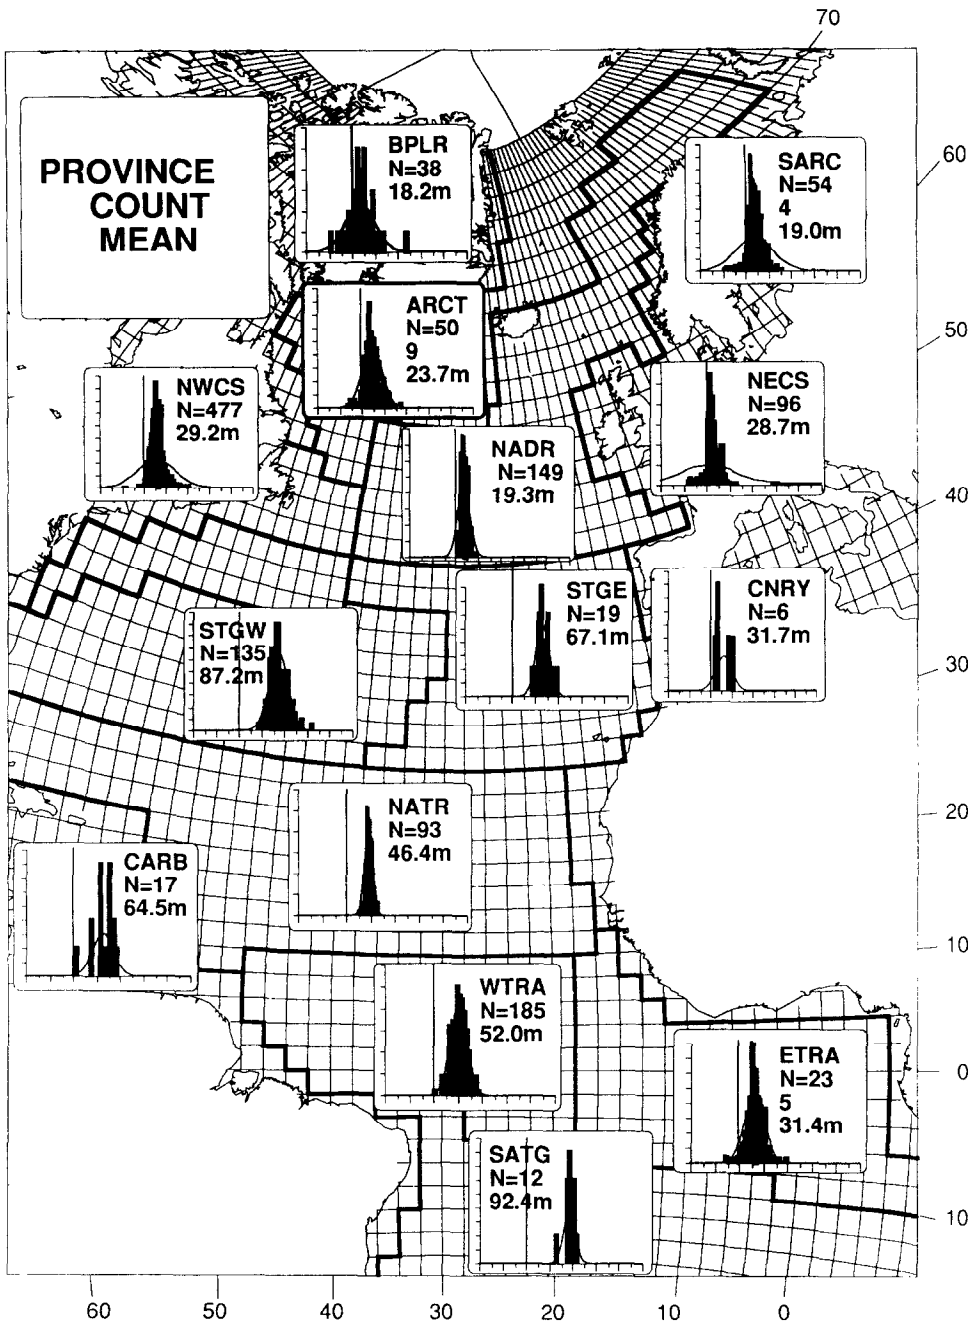 70
PROVINCE
COUNT
MEAN
BPLR
N=38
18.2m
SARC
N=54
4
19.0m
60
ARCT
N=50
9
23.7m
50
NWCS
N=477
29.2m
NECS
N=96
28.7m
NADR
N=149
19.3m
40
STGE
N=19
67.1m
CNRY
N=6
31.7m
STGW
N=135
87.2m
30
NATR
N=93
46.4m
20
CARB
N=17
64.5m
10
WTRA
N=185
52.0m
ETRA
N=23
5
31.4m
0
SATG
N=12
92.4m
10
60 50 40 30 20 10 0